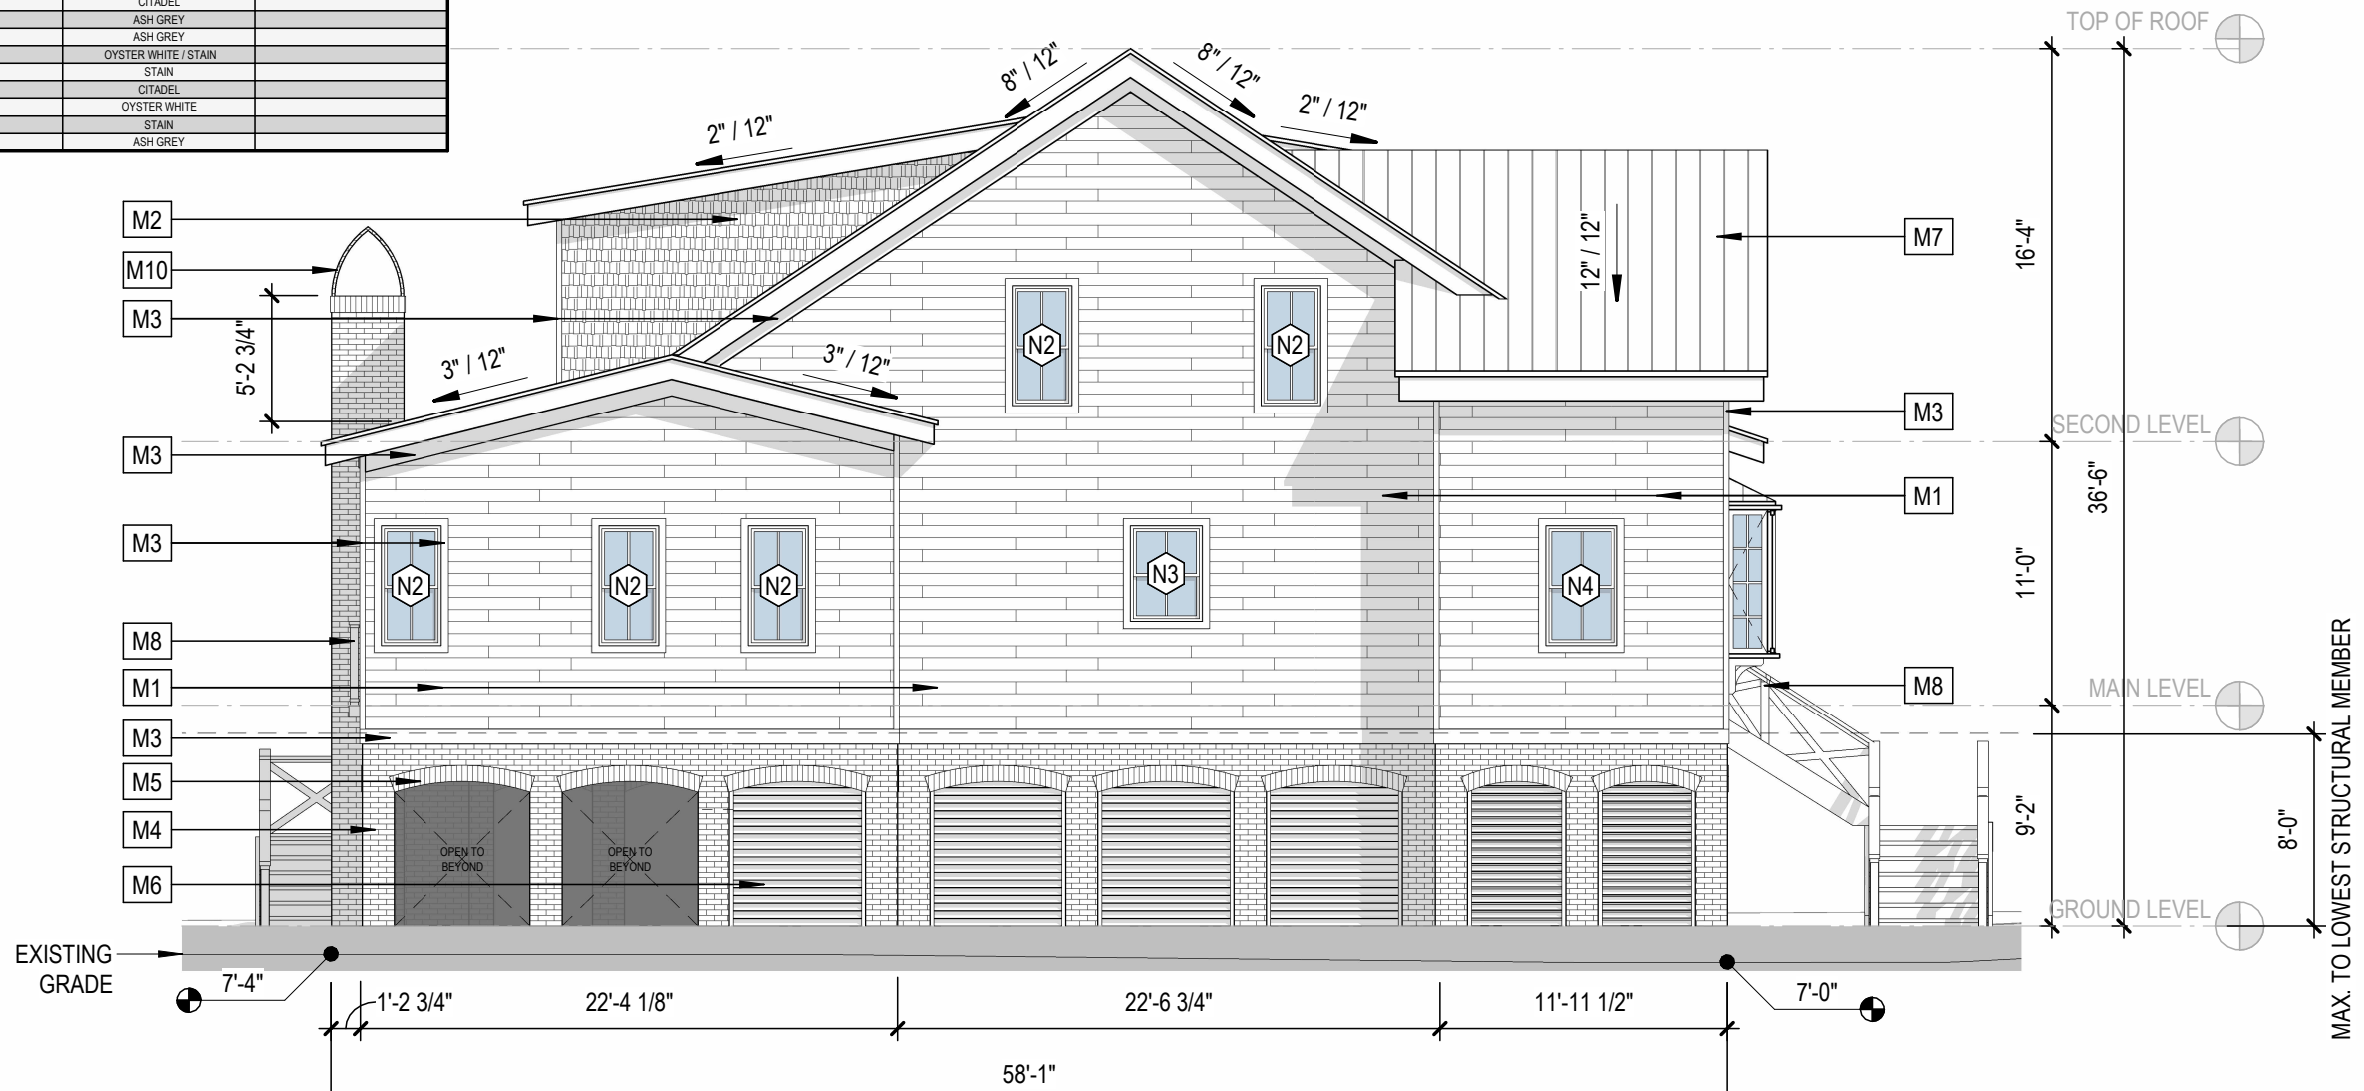 CITADEL
ASH GREY
ASH GREY
OYSTER WHITE / STAIN
STAIN
CITADEL
OYSTER WHITE
STAIN
ASH GREY
TOP OF ROOF
8" / 12"
8" / 12"
2" / 12"
2" / 12"
M2
M10
M3
5'-2 3/4"
3" / 12"
3" / 12"
M3
M3
M8
M1
M3
M5
M4
M6
N2
N2
12" / 12"
M7
16'-4"
M3
SECOND LEVEL
M1
36'-6"
N2
N2
N2
N3
N4
11'-0"
M8
MAIN LEVEL
OPEN TO
BEYOND
OPEN TO
BEYOND
9'-2"
8'-0"
MAX. TO LOWEST STRUCTURAL MEMBER
GROUND LEVEL
EXISTING
GRADE
7'-4"
7'-0"
1'-2 3/4"
22'-4 1/8"
22'-6 3/4"
11'-11 1/2"
58'-1"